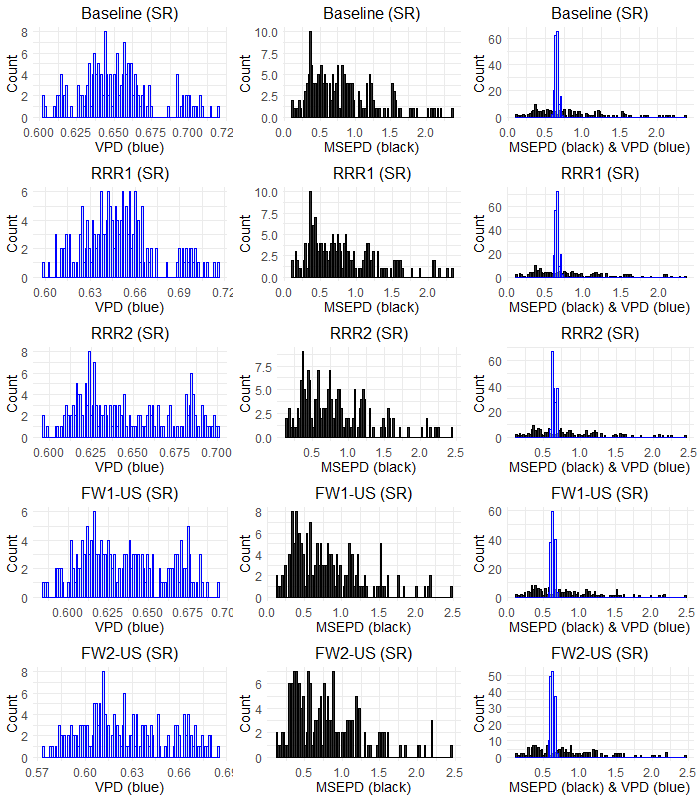 Baseline (SR)
Count
8
6
4
2
0
0.600 0.625 0.650 0.675 0.700 0.72
VPD (blue)
Baseline (SR)
Count
10.0
7.5
5.0
2.5
0.0
0.0 0.5 1.0 1.5 2.0
MSEPD (black)
Baseline (SR)
Count
60
40
20
0
0.5 1.0 1.5 2.0
MSEPD (black) & VPD (blue)
RRR1 (SR)
Count
6
4
2
0
0.60 0.63 0.66 0.69 0.72
VPD (blue)
RRR1 (SR)
Count
10.0
7.5
5.0
2.5
0.0
0.0 0.5 1.0 1.5 2.0
MSEPD (black)
RRR1 (SR)
Count
60
40
20
0
0.0 0.5 1.0 1.5 2.0
MSEPD (black) & VPD (blue)
RRR2 (SR)
Count
8
6
4
2
0
0.600 0.625 0.650 0.675 0.700
VPD (blue)
RRR2 (SR)
Count
7.5
5.0
2.5
0.0
0.5 1.0 1.5 2.0 2.5
MSEPD (black)
RRR2 (SR)
Count
60
40
20
0
0.0 0.5 1.0 1.5 2.0 2.5
MSEPD (black) & VPD (blue)
FW1-US (SR)
Count
6
4
2
0
0.600 0.625 0.650 0.675 0.70
VPD (blue)
FW1-US (SR)
Count
8
6
4
2
0
0.0 0.5 1.0 1.5 2.0 2.5
MSEPD (black)
FW1-US (SR)
Count
60
40
20
0
0.0 0.5 1.0 1.5 2.0 2.5
MSEPD (black) & VPD (blue)
FW2-US (SR)
Count
8
6
4
2
0
0.57 0.60 0.63 0.66 0.69
VPD (blue)
FW2-US (SR)
Count
6
4
2
0
0.5 1.0 1.5 2.0 2.5
MSEPD (black)
FW2-US (SR)
Count
50
40
30
20
10
0
0.5 1.0 1.5 2.0 2.5
MSEPD (black) & VPD (blue)